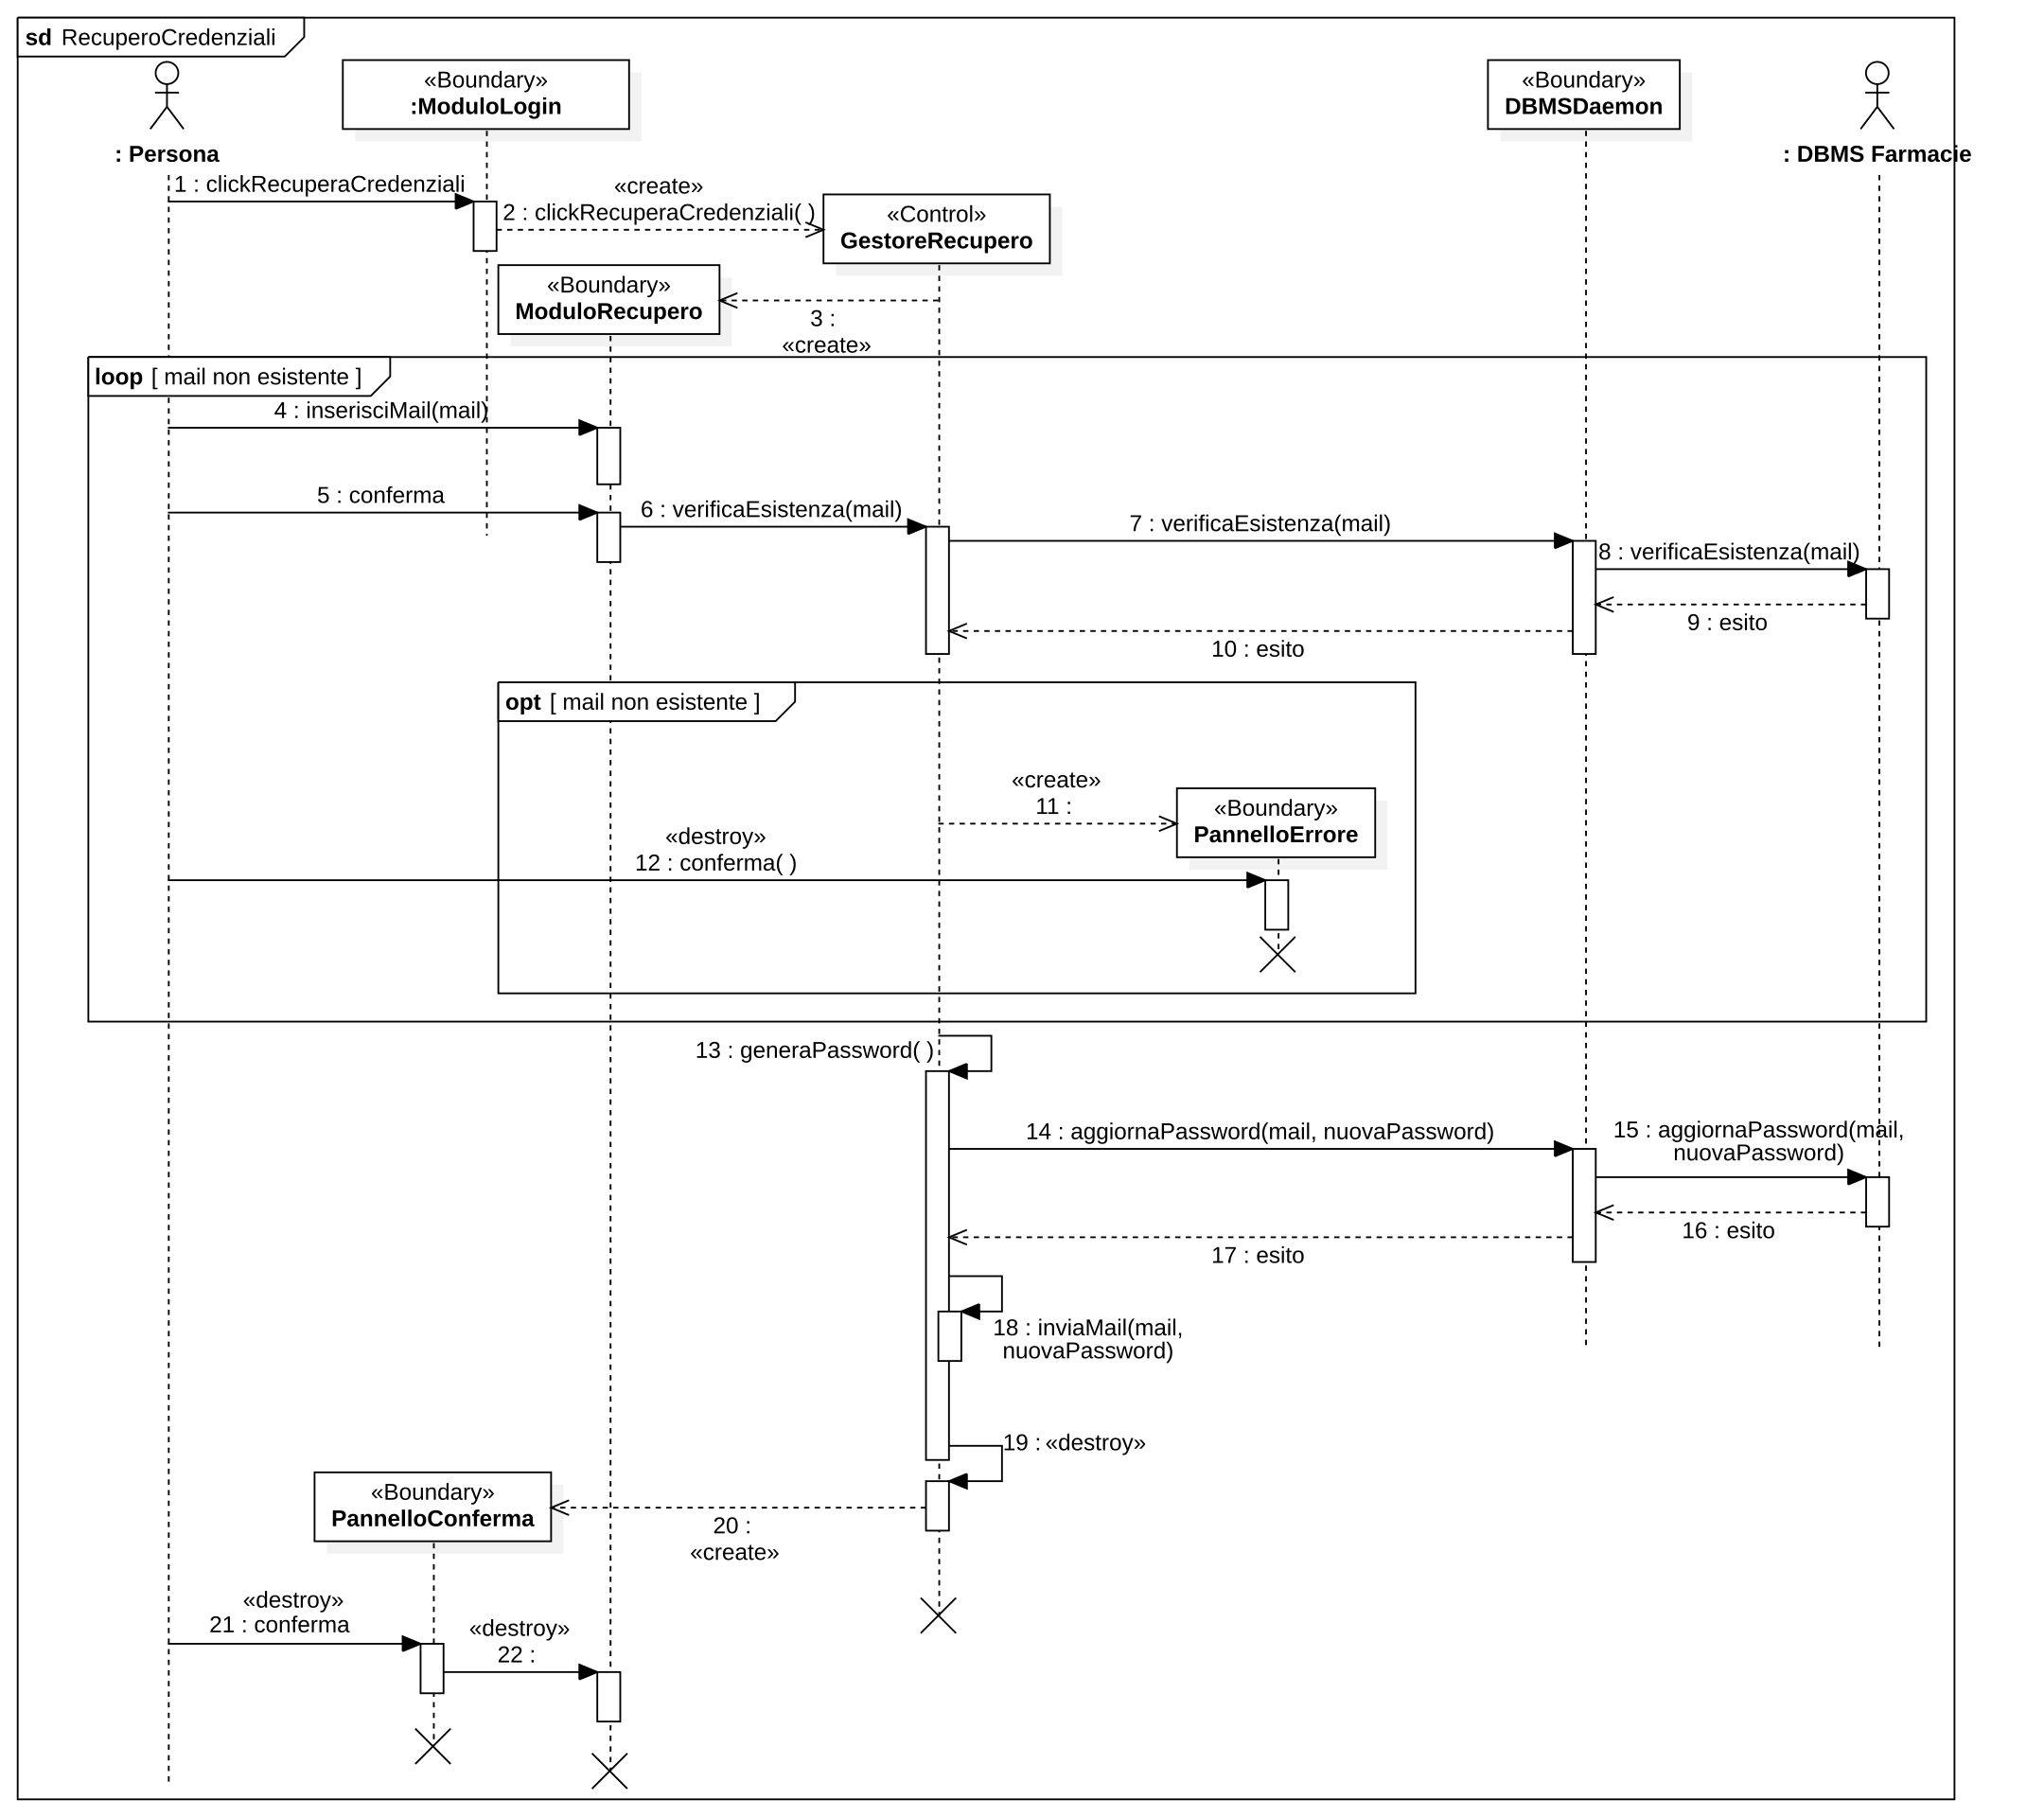 sd RecuperoCredenziali
«Boundary»
:ModuloLogin
«Boundary»
DBMSDaemon
: Persona
: DBMS Farmacie
1 : clickRecuperaCredenziali
«create»
2 : clickRecuperaCredenziali( )
«Control»
GestoreRecupero
«Boundary»
ModuloRecupero
3 :
«create»
loop [ mail non esistente ]
4 : inserisciMail(mail)
5 : conferma
6 : verificaEsistenza(mail)
7 : verificaEsistenza(mail)
8 : verificaEsistenza(mail)
9 : esito
10 : esito
opt [ mail non esistente ]
«create»
11 :
«Boundary»
PannelloErrore
«destroy»
12 : conferma( )
13 : generaPassword( )
14 : aggiornaPassword(mail, nuovaPassword)
15 : aggiornaPassword(mail,
nuovaPassword)
16 : esito
17 : esito
18 : inviaMail(mail,
nuovaPassword)
19 : «destroy»
«Boundary»
PannelloConferma
20 :
«create»
«destroy»
21 : conferma
«destroy»
22 :